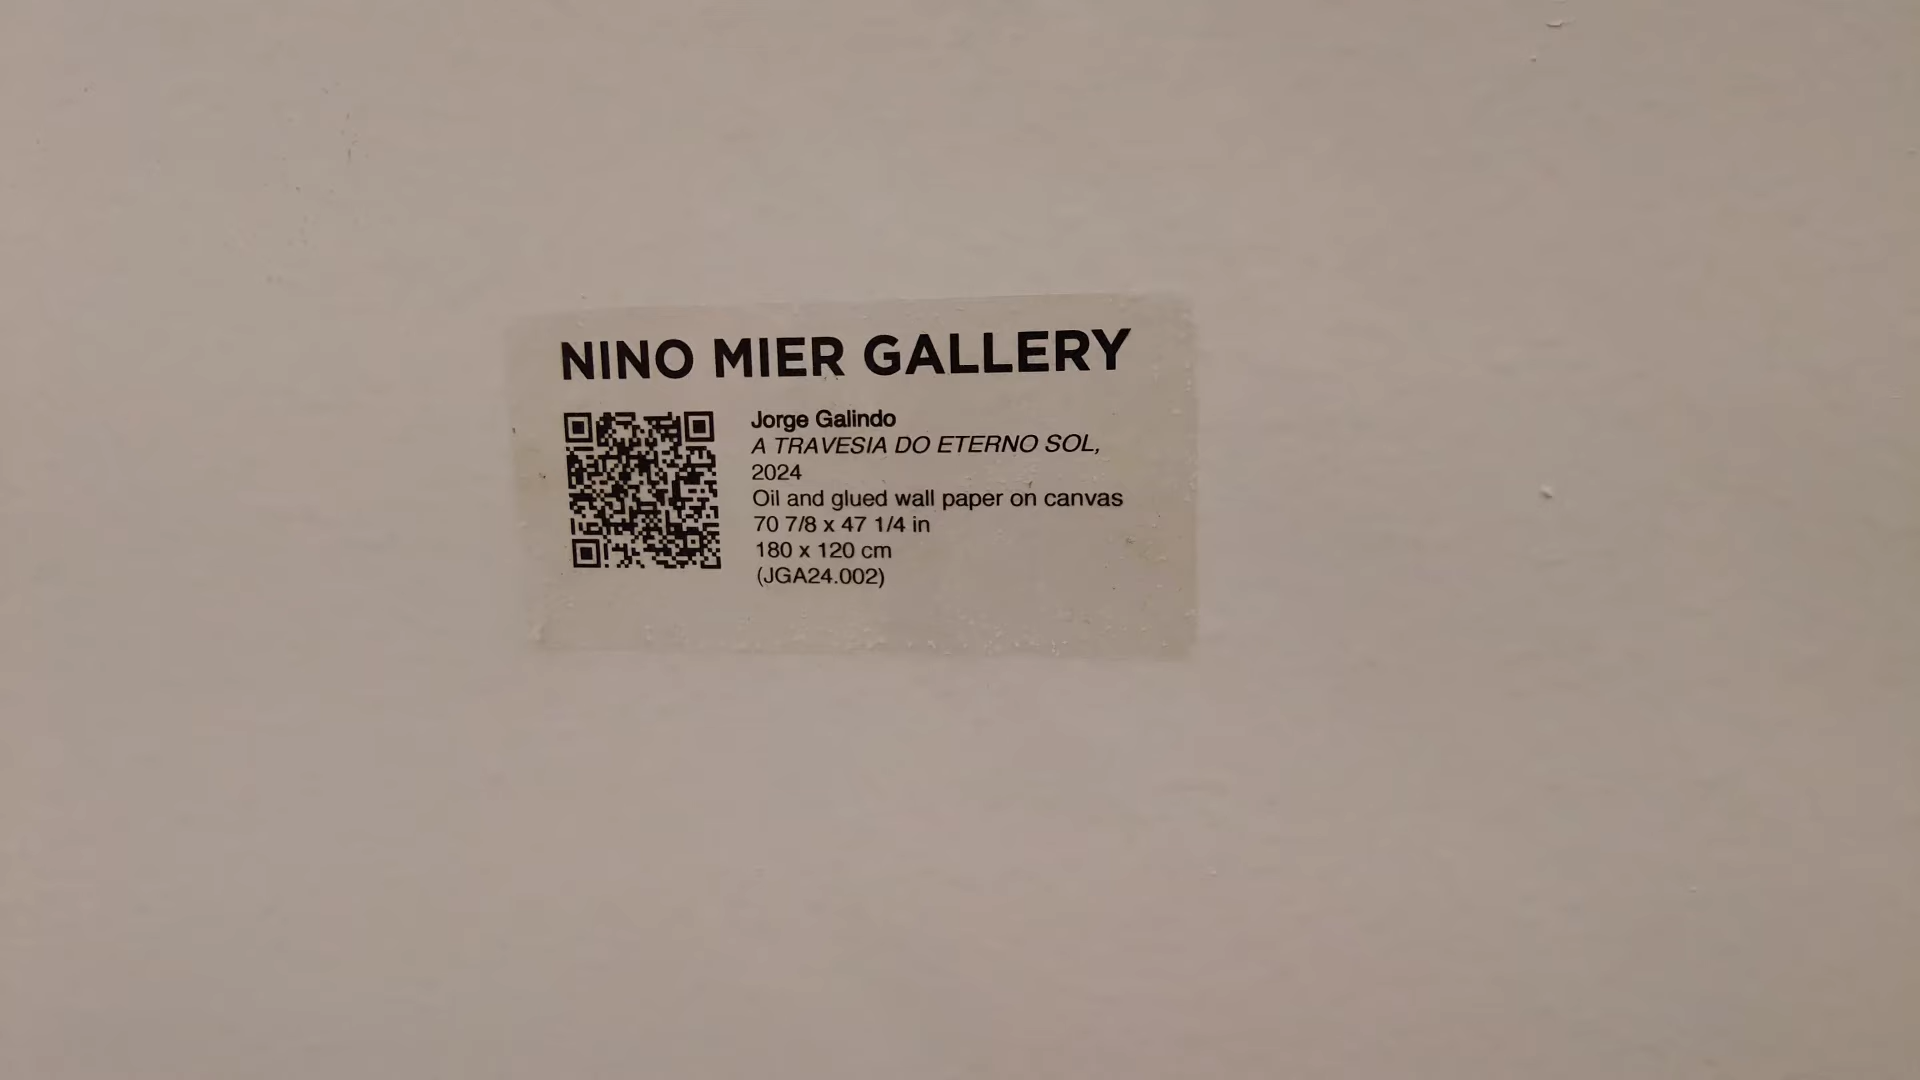 NINO MIER GALLERY
Jorge Galindo
A TRAVESIA DO ETERNO SOL,
2024
Oil and glued wall paper on canvas
70 7/8 x 47 1/4 in
180 x 120 cm
(JGA24.002)